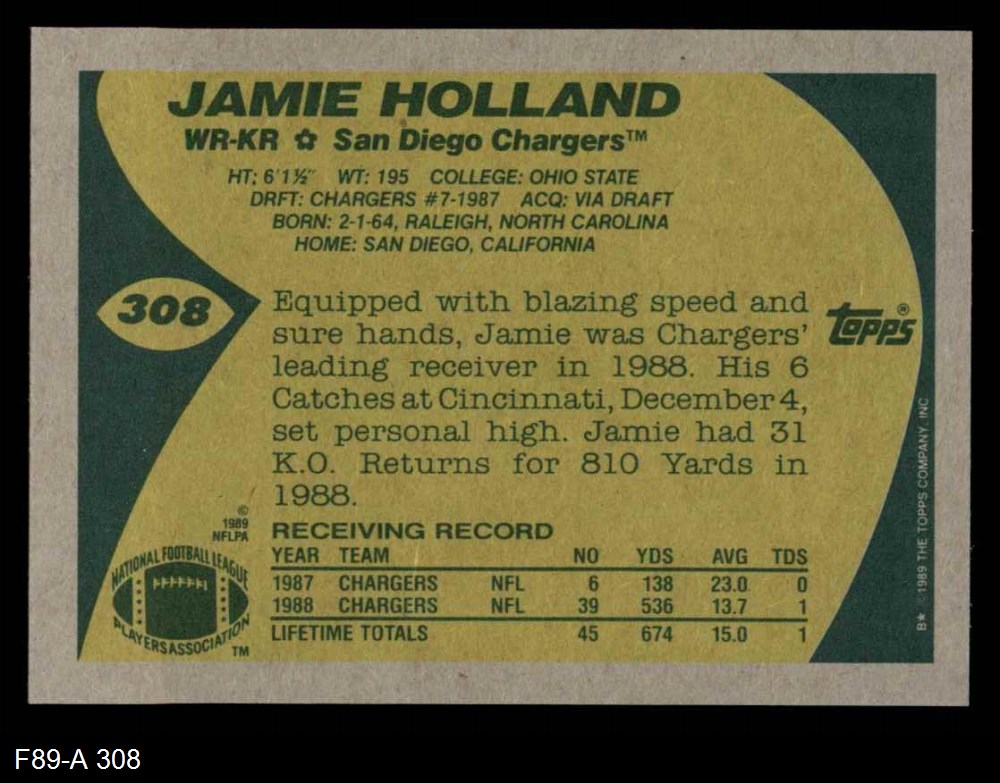 JAMIE HOLLAND
WR-KR ✿ San Diego Chargers™
HT: 6'1½" WT: 195 COLLEGE: OHIO STATE
DRFT: CHARGERS #7-1987 ACQ: VIA DRAFT
BORN: 2-1-64, RALEIGH, NORTH CAROLINA
HOME: SAN DIEGO, CALIFORNIA
308
Equipped with blazing speed and
sure hands, Jamie was Chargers'
leading receiver in 1988. His 6
Catches at Cincinnati, December 4,
set personal high. Jamie had 31
K.O. Returns for 810 Yards in
1988.
topps®
©
1989
NFLPA
NATIONAL FOOTBALL LEAGUE
PLAYERS ASSOCIATION
TM
RECEIVING RECORD
YEAR TEAM NO YDS AVG TDS
1987 CHARGERS NFL 6 138 23.0 0
1988 CHARGERS NFL 39 536 13.7 1
LIFETIME TOTALS 45 674 15.0 1
B* 1989 THE TOPPS COMPANY, INC
F89-A 308